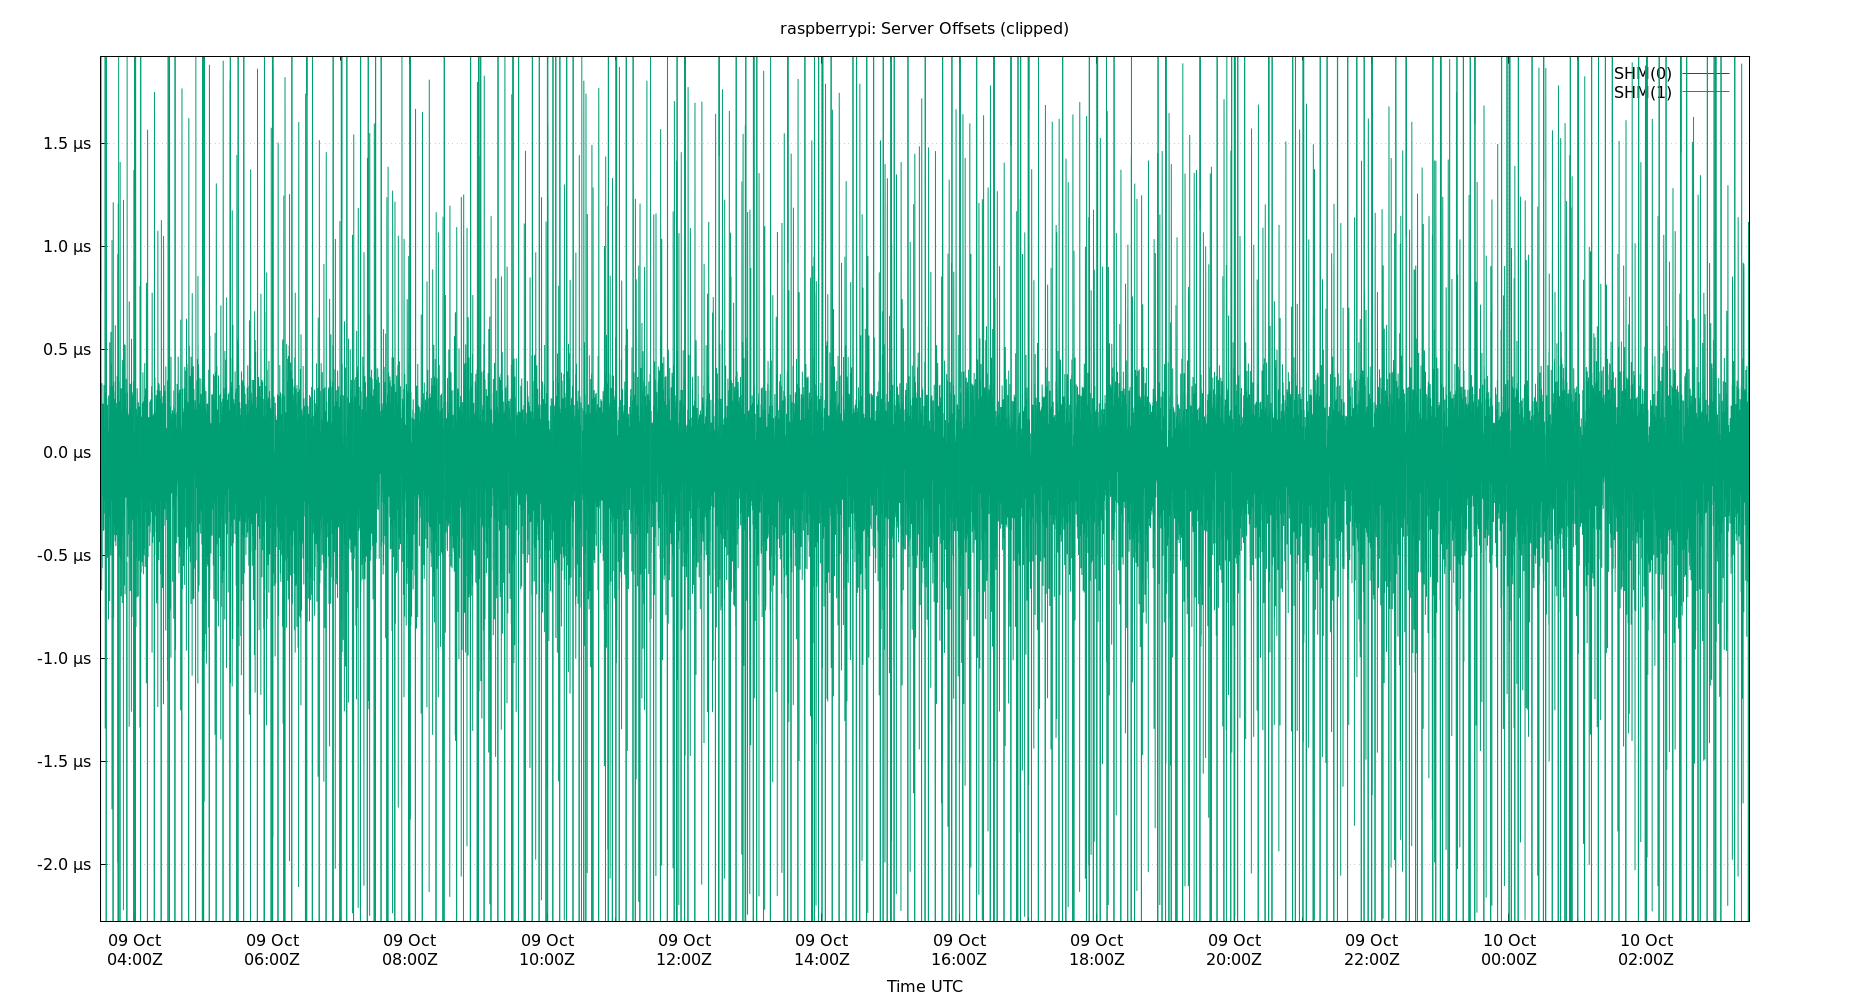 raspberrypi: Server Offsets (clipped)
SHM(0)
SHM(1)
1.5 µs
1.0 µs
0.5 µs
0.0 µs
-0.5 µs
-1.0 µs
-1.5 µs
-2.0 µs
09 Oct 09 Oct 09 Oct 09 Oct 09 Oct 09 Oct 09 Oct 09 Oct 09 Oct 09 Oct 10 Oct 10 Oct
04:00Z 06:00Z 08:00Z 10:00Z 12:00Z 14:00Z 16:00Z 18:00Z 20:00Z 22:00Z 00:00Z 02:00Z
Time UTC